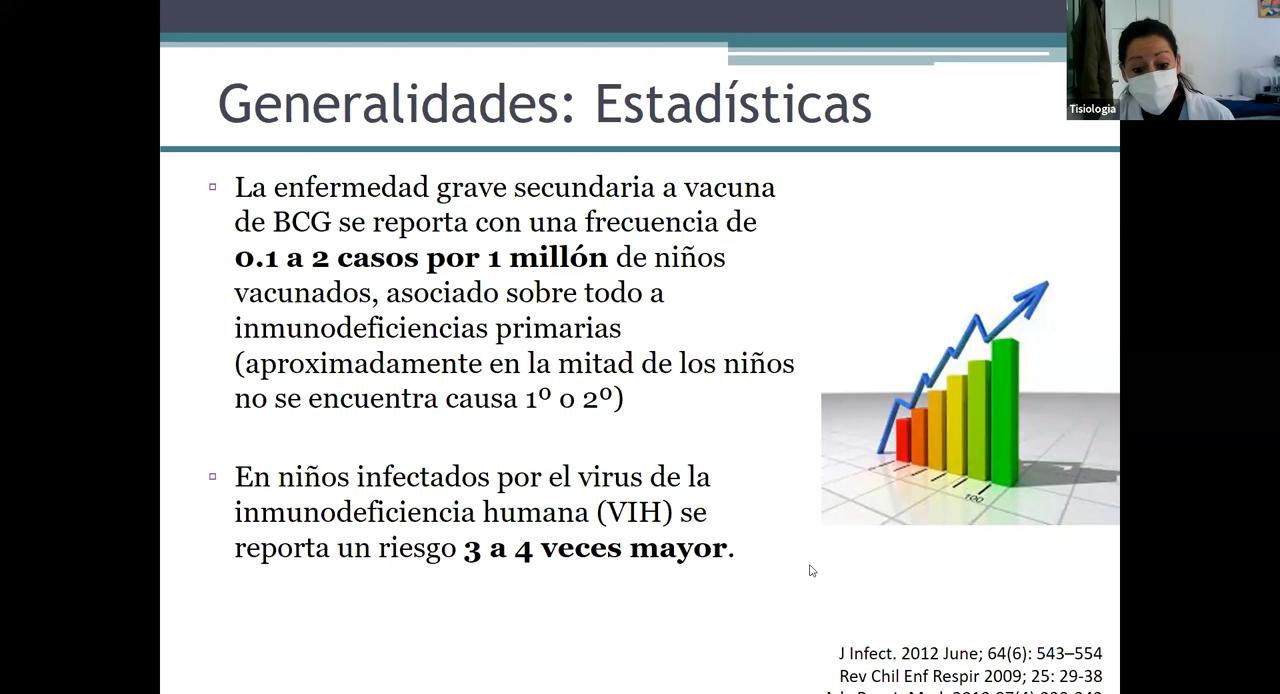 Generalidades: Estadísticas
Tisiologia
La enfermedad grave secundaria a vacuna
de BCG se reporta con una frecuencia de
0.1 a 2 casos por 1 millón de niños
vacunados, asociado sobre todo a
inmunodeficiencias primarias
(aproximadamente en la mitad de los niños
no se encuentra causa 1º o 2º)
En niños infectados por el virus de la
inmunodeficiencia humana (VIH) se
reporta un riesgo 3 a 4 veces mayor.
100
J Infect. 2012 June; 64(6): 543–554
Rev Chil Enf Respir 2009; 25: 29-38